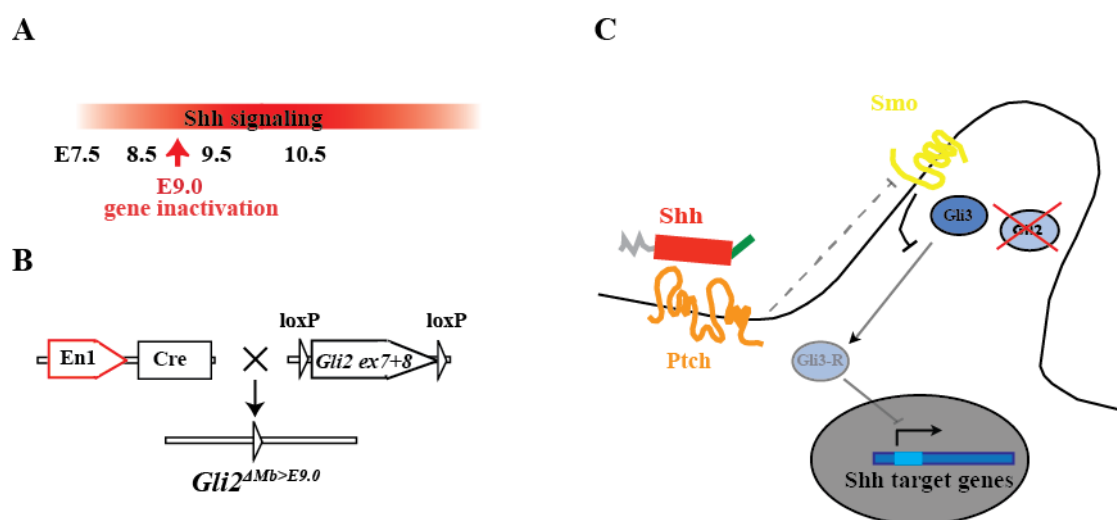 A
Shh signaling
E7.5 8.5 9.5 10.5
E9.0
gene inactivation
B
loxP loxP
En1 Cre Gli2 ex7+8
Gli2ΔMb>E9.0
C
Smo
Shh
Gli3
Gli2
Ptch
Gli3-R
Shh target genes